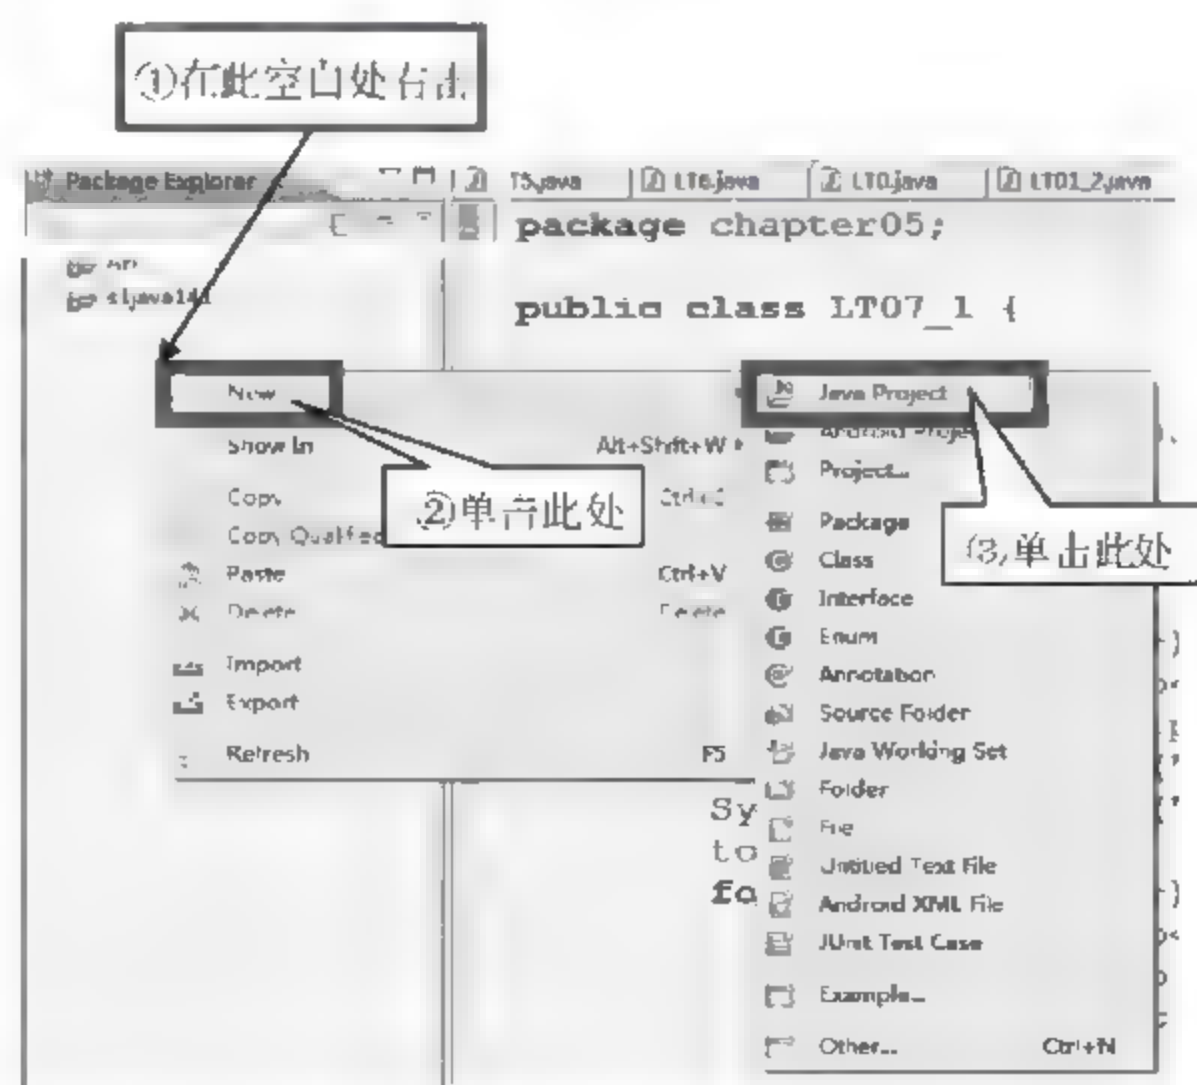 ①在此空白处右击
Package Explorer
T5.java
LT6.java
LT0.java
LT01_2.java
package chapter05;
public class LT07_1 {
New
Show In Alt+Shift+W
Copy
Copy Qualified
Paste Ctrl+V
Delete Delete
Import
Export
Refresh F5
②单击此处
Java Project
Android Proje
Project...
Package
Class
Interface
Enum
Annotation
Source Folder
Java Working Set
Folder
File
Untitled Text File
Android XML File
JUnit Test Case
Example...
Other... Ctrl+N
③单击此处
Sy
to
fo